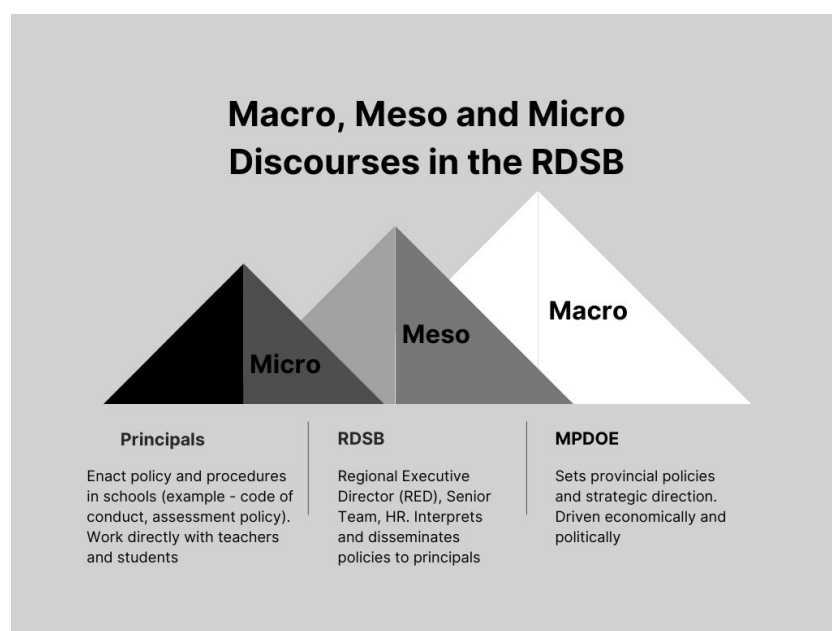 Macro, Meso and Micro
Discourses in the RDSB
Micro
Meso
Macro
Principals
Enact policy and procedures
in schools (example - code of
conduct, assessment policy).
Work directly with teachers
and students
RDSB
Regional Executive
Director (RED), Senior
Team, HR. Interprets
and disseminates
policies to principals
MPDOE
Sets provincial policies
and strategic direction.
Driven economically and
politically